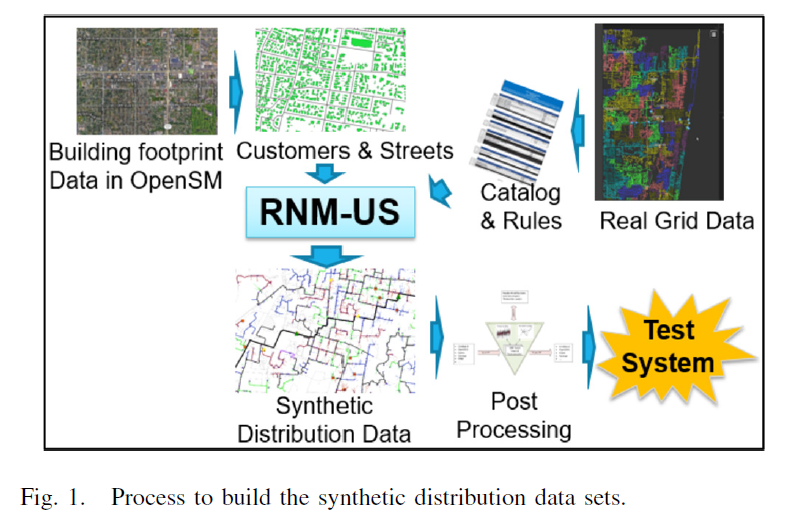 Building footprint
Data in OpenSM
Customers & Streets
Catalog
& Rules
Real Grid Data
RNM-US
Synthetic
Distribution Data
Post
Processing
Test
System
Fig. 1. Process to build the synthetic distribution data sets.